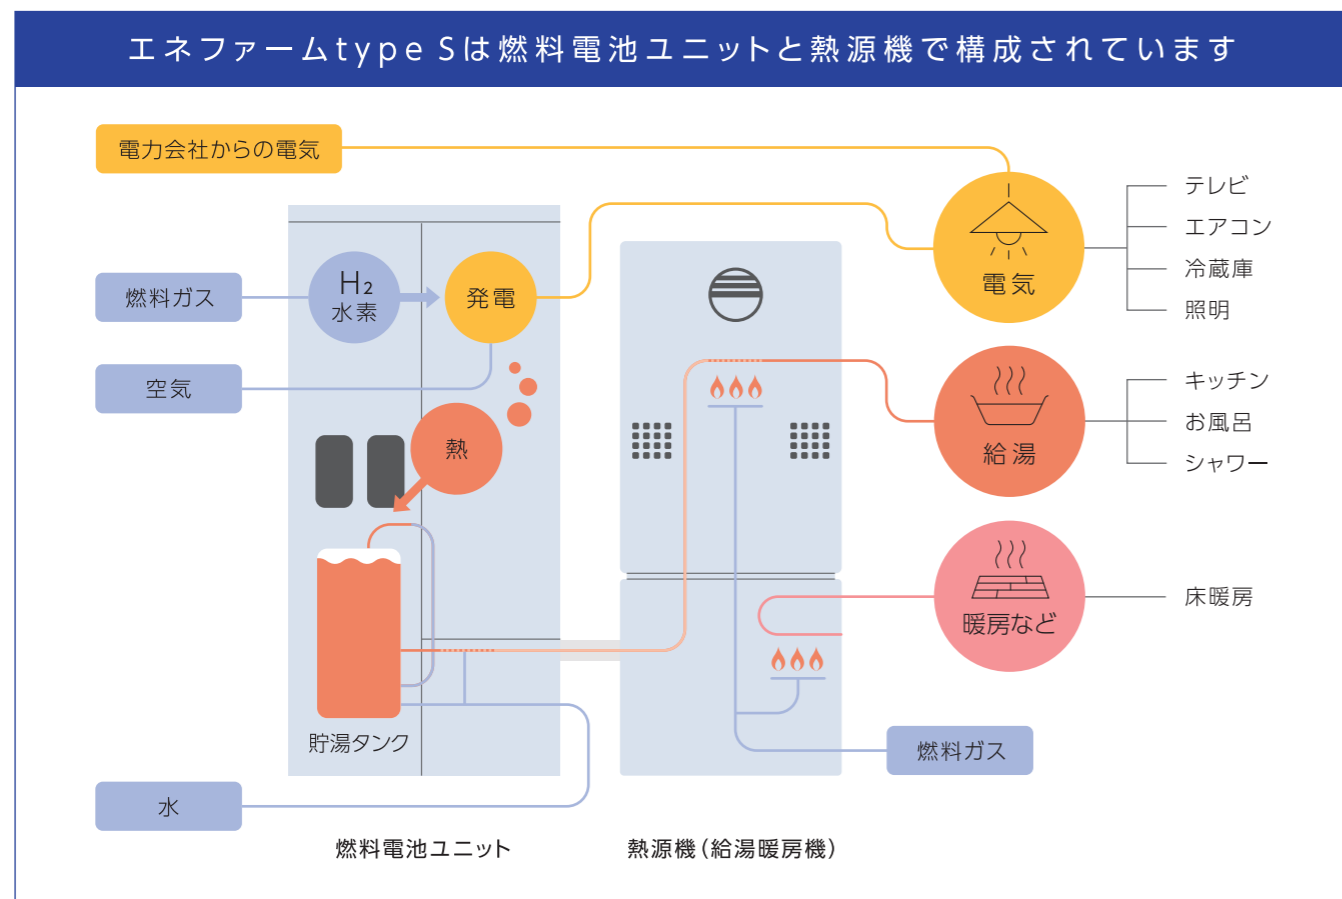 エネファームtype Sは燃料電池ユニットと熱源機で構成されています
電力会社からの電気
燃料ガス
H₂
水素
発電
空気
熱
貯湯タンク
水
燃料電池ユニット
熱源機（給湯暖房機）
電気
テレビ
エアコン
冷蔵庫
照明
給湯
キッチン
お風呂
シャワー
暖房など
床暖房
燃料ガス